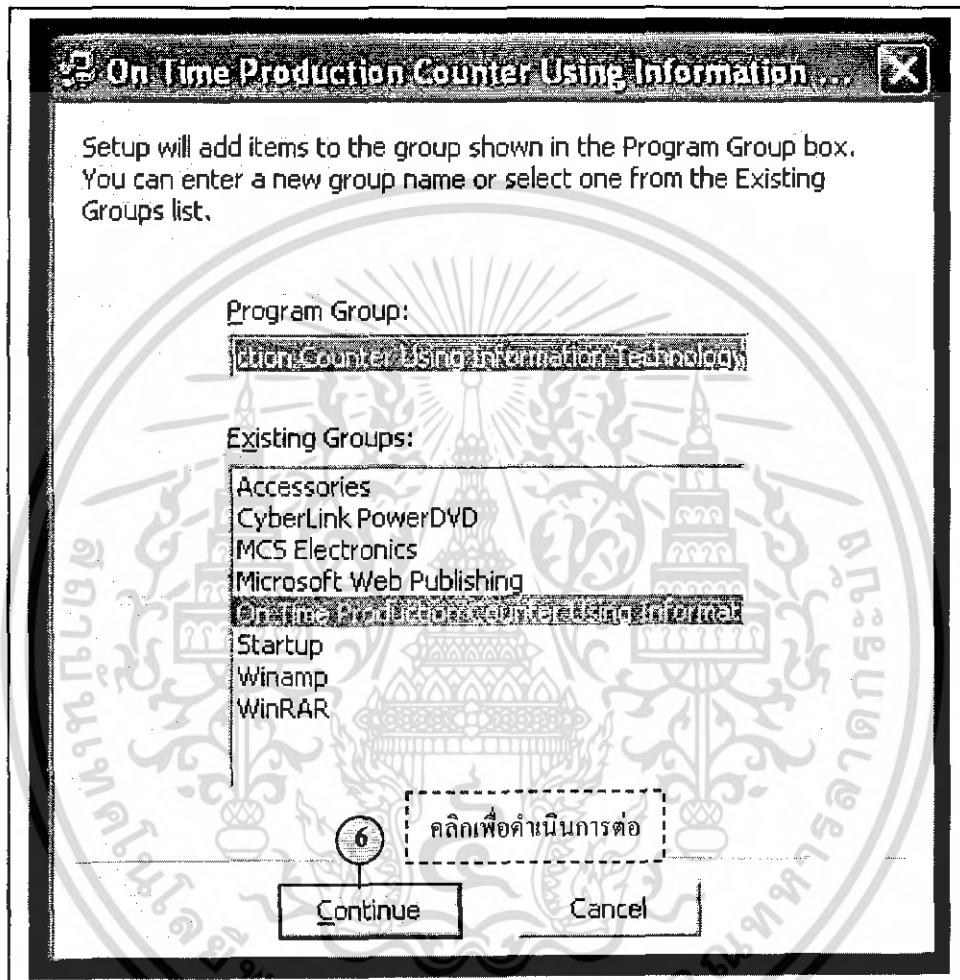 On Time Production Counter Using Information ...
Setup will add items to the group shown in the Program Group box.
You can enter a new group name or select one from the Existing
Groups list.
Program Group:
ction Counter Using Information Technology
Existing Groups:
Accessories
CyberLink PowerDVD
MCS Electronics
Microsoft Web Publishing
On Time Production Counter Using Informat
Startup
Winamp
WinRAR
6
คลิกเพื่อดำเนินการต่อ
Continue
Cancel